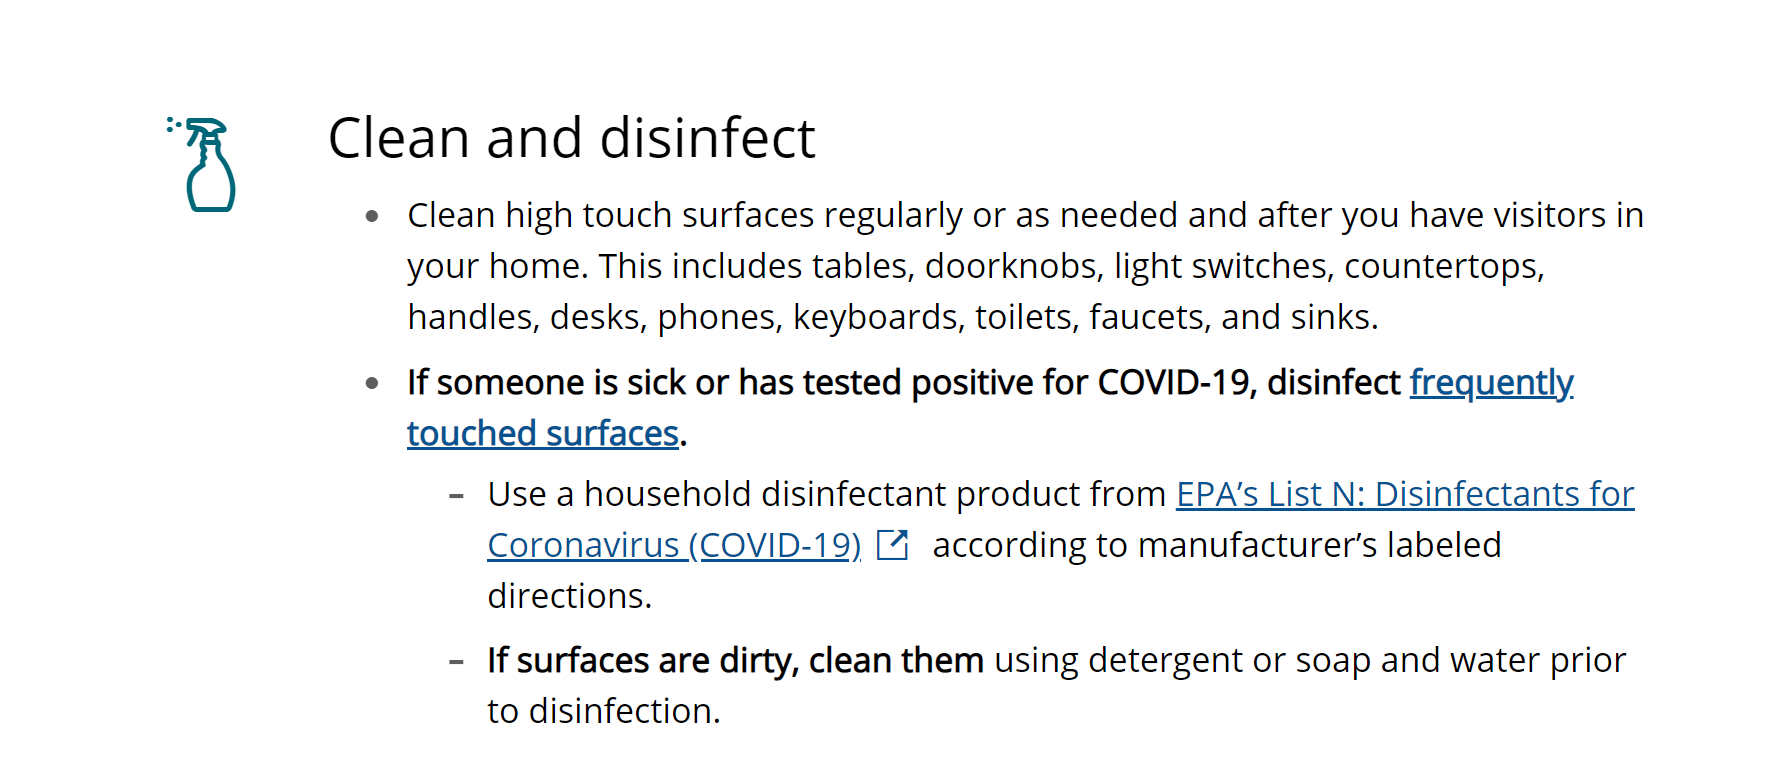 Clean and disinfect
• Clean high touch surfaces regularly or as needed and after you have visitors in
your home. This includes tables, doorknobs, light switches, countertops,
handles, desks, phones, keyboards, toilets, faucets, and sinks.
• If someone is sick or has tested positive for COVID-19, disinfect frequently
touched surfaces.
– Use a household disinfectant product from EPA’s List N: Disinfectants for
Coronavirus (COVID-19) according to manufacturer’s labeled
directions.
– If surfaces are dirty, clean them using detergent or soap and water prior
to disinfection.